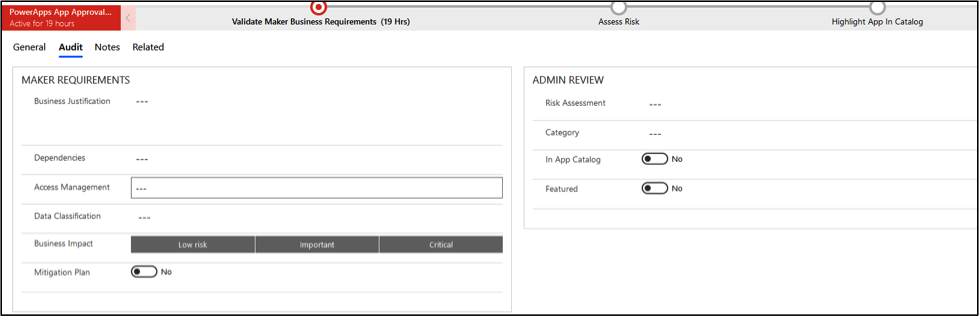 PowerApps App Approval...
Active for 19 hours
Validate Maker Business Requirements (19 Hrs)
Assess Risk
Highlight App In Catalog
General Audit Notes Related
MAKER REQUIREMENTS
Business Justification ---
Dependencies ---
Access Management ---
Data Classification ---
Business Impact Low risk Important Critical
Mitigation Plan No
ADMIN REVIEW
Risk Assessment ---
Category ---
In App Catalog No
Featured No